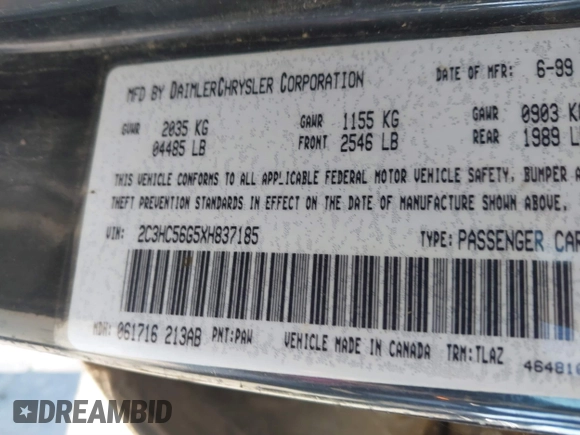 MFD BY DAIMLERCHRYSLER CORPORATION DATE OF MFR: 6-99
GVWR 2035 KG GAWR 1155 KG GAWR 0903 KG
04485 LB FRONT 2546 LB REAR 1989 L
THIS VEHICLE CONFORMS TO ALL APPLICABLE FEDERAL MOTOR VEHICLE SAFETY, BUMPER A
THEFT PREVENTION STANDARDS IN EFFECT ON THE DATE OF MANUFACTURE SHOWN ABOVE.
VIN: 2C3HC56G5XH837185 TYPE: PASSENGER CAR
MDH: 061716 213AB PNT: PAW VEHICLE MADE IN CANADA TRM: TLAZ
464810
DREAMBID